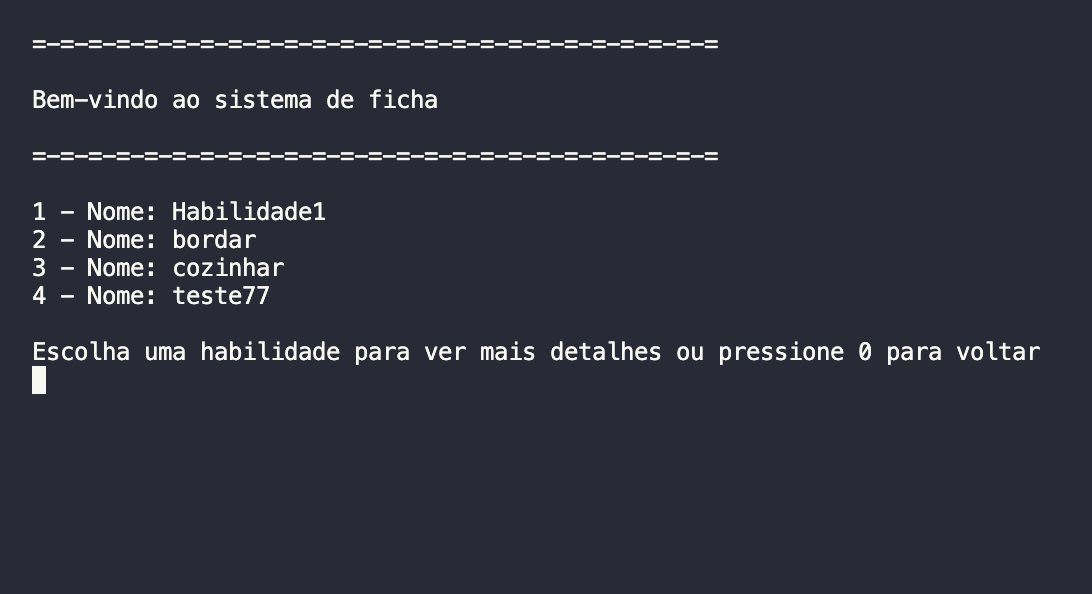 =-=-=-=-=-=-=-=-=-=-=-=-=-=-=-=-=-=-=-=-=-=-=-=-=
Bem-vindo ao sistema de ficha
=-=-=-=-=-=-=-=-=-=-=-=-=-=-=-=-=-=-=-=-=-=-=-=-=
1 - Nome: Habilidade1
2 - Nome: bordar
3 - Nome: cozinhar
4 - Nome: teste77
Escolha uma habilidade para ver mais detalhes ou pressione 0 para voltar